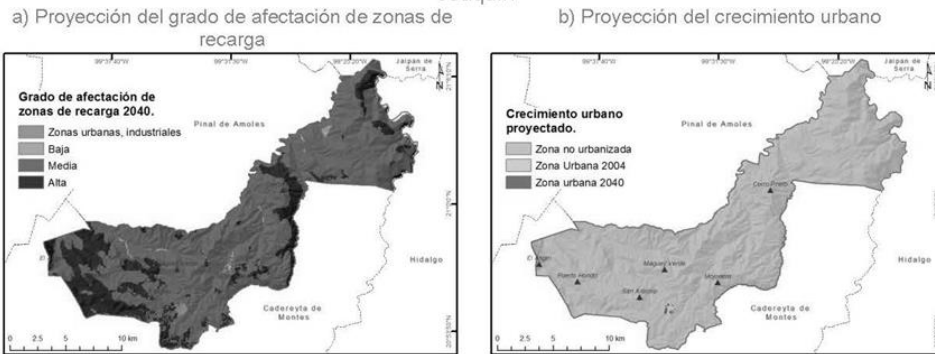 a) Proyección del grado de afectación de zonas de
recarga
Jalpan de
Serra
N
Pinal de Amoles
Grado de afectación de
zonas de recarga 2040.
Zonas urbanas, industriales
Baja
Media
Alta
Hidalgo
Cadereyta de
Montes
0 2.5 5 10 km
b) Proyección del crecimiento urbano
Jalpan de
Serra
N
Pinal de Amoles
Crecimiento urbano
proyectado.
Zona no urbanizada
Zona Urbana 2004
Zona urbana 2040
Cerro Prieto
El Ángel
Maguey Verde
Puerto Hondo
San Antonio
Hidalgo
Cadereyta de
Montes
0 2.5 5 10 km